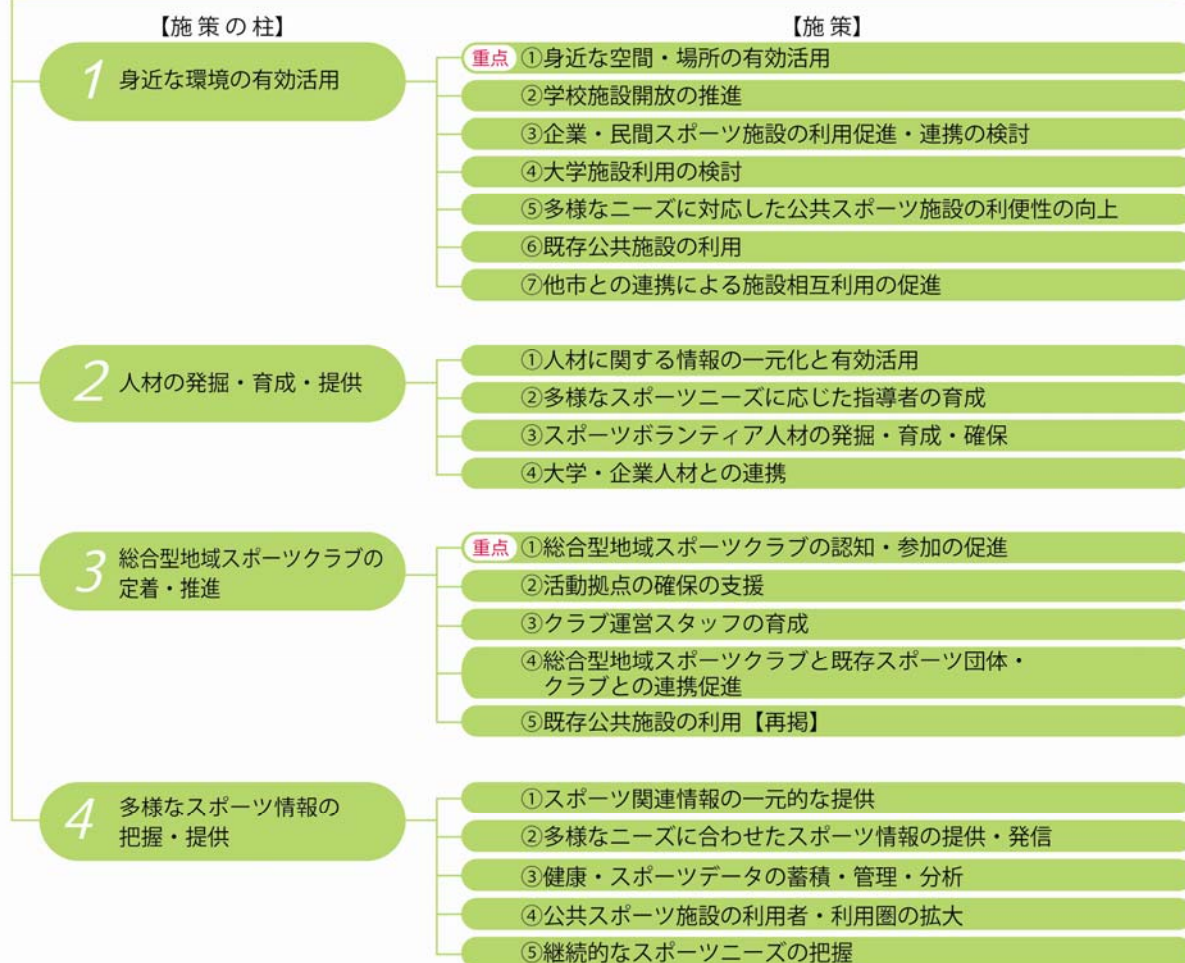 【施策の柱】
【施策】
1 身近な環境の有効活用
重点 ①身近な空間・場所の有効活用
②学校施設開放の推進
③企業・民間スポーツ施設の利用促進・連携の検討
④大学施設利用の検討
⑤多様なニーズに対応した公共スポーツ施設の利便性の向上
⑥既存公共施設の利用
⑦他市との連携による施設相互利用の促進
2 人材の発掘・育成・提供
①人材に関する情報の一元化と有効活用
②多様なスポーツニーズに応じた指導者の育成
③スポーツボランティア人材の発掘・育成・確保
④大学・企業人材との連携
3 総合型地域スポーツクラブの
定着・推進
重点 ①総合型地域スポーツクラブの認知・参加の促進
②活動拠点の確保の支援
③クラブ運営スタッフの育成
④総合型地域スポーツクラブと既存スポーツ団体・
クラブとの連携促進
⑤既存公共施設の利用【再掲】
4 多様なスポーツ情報の
把握・提供
①スポーツ関連情報の一元的な提供
②多様なニーズに合わせたスポーツ情報の提供・発信
③健康・スポーツデータの蓄積・管理・分析
④公共スポーツ施設の利用者・利用圏の拡大
⑤継続的なスポーツニーズの把握